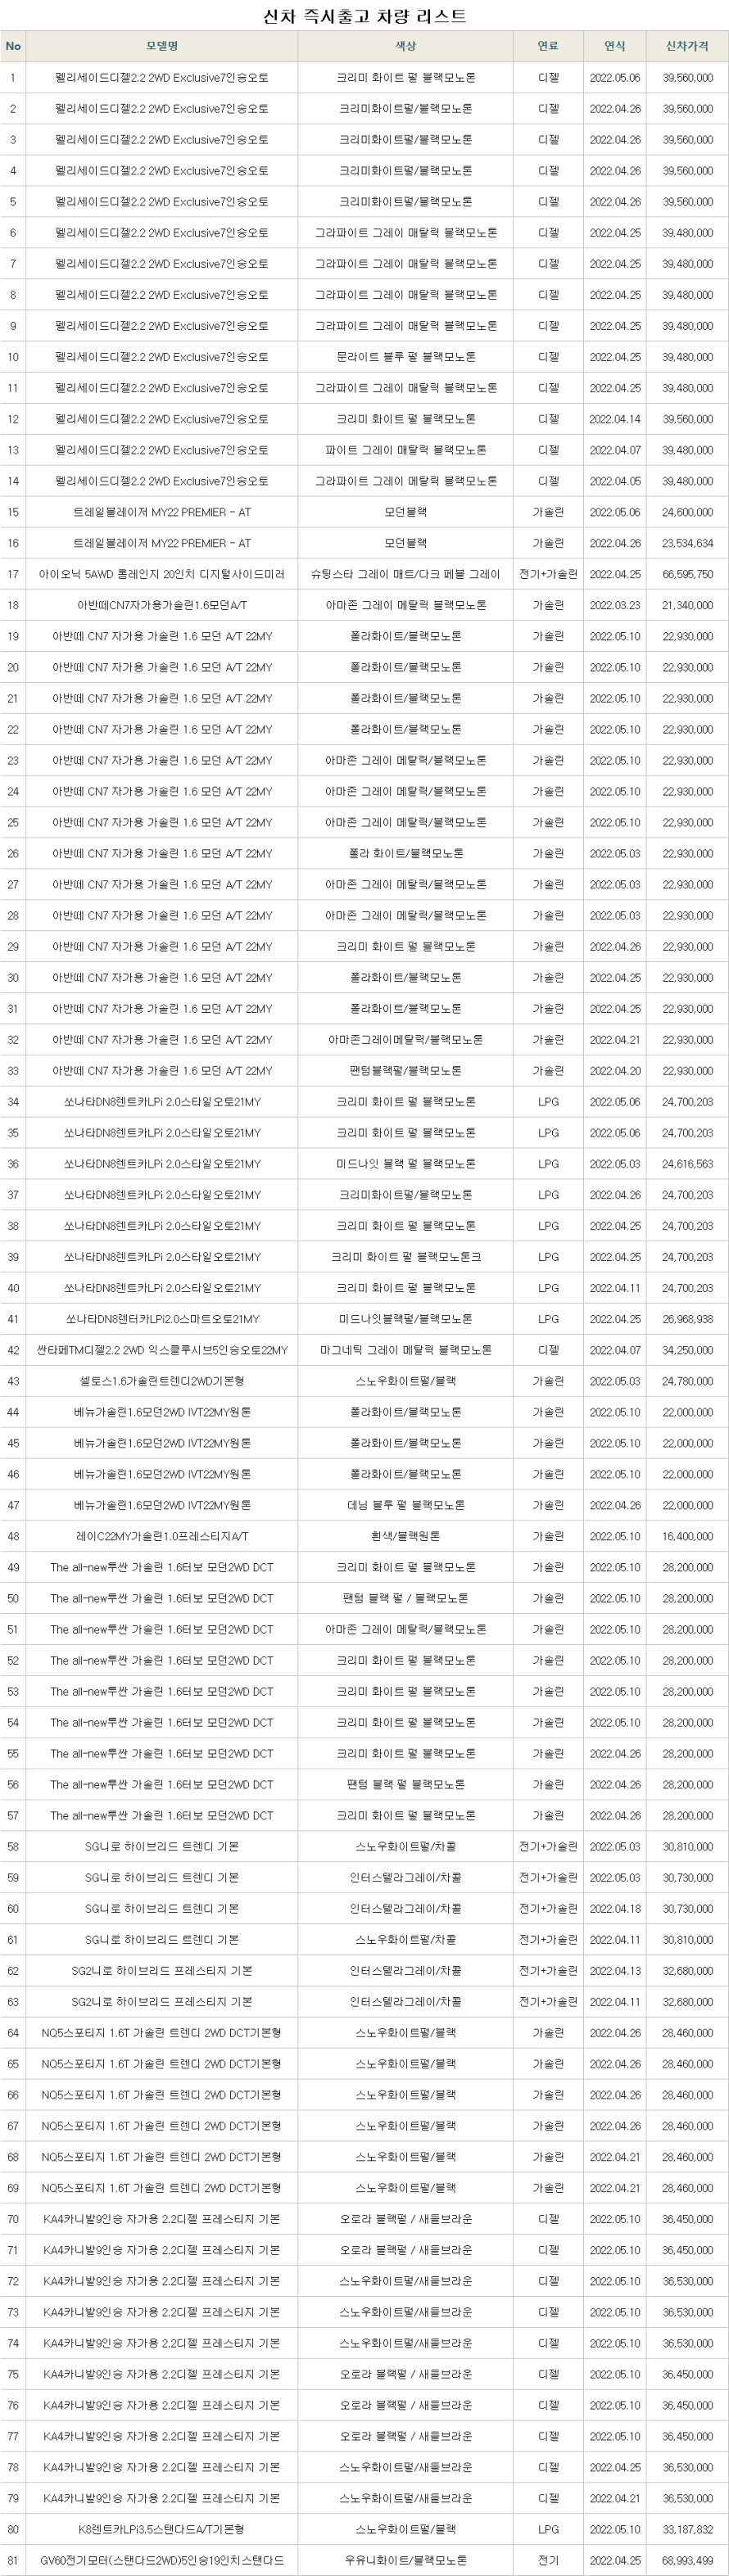 신차 즉시출고 차량 리스트
No 모델명 색상 연료 연식 신차가격
1 펠리세이드디젤2.2 2WD Exclusive7인승오토 크리미 화이트 펄 블랙모노톤 디젤 2022.05.06 39,560,000
2 펠리세이드디젤2.2 2WD Exclusive7인승오토 크리미화이트펄/블랙모노톤 디젤 2022.04.26 39,560,000
3 펠리세이드디젤2.2 2WD Exclusive7인승오토 크리미화이트펄/블랙모노톤 디젤 2022.04.26 39,560,000
4 펠리세이드디젤2.2 2WD Exclusive7인승오토 크리미화이트펄/블랙모노톤 디젤 2022.04.26 39,560,000
5 펠리세이드디젤2.2 2WD Exclusive7인승오토 크리미화이트펄/블랙모노톤 디젤 2022.04.26 39,560,000
6 펠리세이드디젤2.2 2WD Exclusive7인승오토 그라파이트 그레이 매탈릭 블랙모노톤 디젤 2022.04.25 39,480,000
7 펠리세이드디젤2.2 2WD Exclusive7인승오토 그라파이트 그레이 매탈릭 블랙모노톤 디젤 2022.04.25 39,480,000
8 펠리세이드디젤2.2 2WD Exclusive7인승오토 그라파이트 그레이 매탈릭 블랙모노톤 디젤 2022.04.25 39,480,000
9 펠리세이드디젤2.2 2WD Exclusive7인승오토 그라파이트 그레이 매탈릭 블랙모노톤 디젤 2022.04.25 39,480,000
10 펠리세이드디젤2.2 2WD Exclusive7인승오토 문라이트 블루 펄 블랙모노톤 디젤 2022.04.25 39,480,000
11 펠리세이드디젤2.2 2WD Exclusive7인승오토 그라파이트 그레이 매탈릭 블랙모노톤 디젤 2022.04.25 39,480,000
12 펠리세이드디젤2.2 2WD Exclusive7인승오토 크리미 화이트 펄 블랙모노톤 디젤 2022.04.14 39,560,000
13 펠리세이드디젤2.2 2WD Exclusive7인승오토 파이트 그레이 매탈릭 블랙모노톤 디젤 2022.04.07 39,480,000
14 펠리세이드디젤2.2 2WD Exclusive7인승오토 그라파이트 그레이 메탈릭 블랙모노톤 디젤 2022.04.05 39,480,000
15 트레일블레이저 MY22 PREMIER - AT 모던블랙 가솔린 2022.05.06 24,600,000
16 트레일블레이저 MY22 PREMIER - AT 모던블랙 가솔린 2022.04.26 23,534,634
17 아이오닉 5AWD 롱레인지 20인치 디지털사이드미러 슈팅스타 그레이 매트/다크 페블 그레이 전기+가솔린 2022.04.25 66,595,750
18 아반떼CN7자가용가솔린1.6모던A/T 아마존 그레이 메탈릭 블랙모노톤 가솔린 2022.03.23 21,340,000
19 아반떼 CN7 자가용 가솔린 1.6 모던 A/T 22MY 폴라화이트/블랙모노톤 가솔린 2022.05.10 22,930,000
20 아반떼 CN7 자가용 가솔린 1.6 모던 A/T 22MY 폴라화이트/블랙모노톤 가솔린 2022.05.10 22,930,000
21 아반떼 CN7 자가용 가솔린 1.6 모던 A/T 22MY 폴라화이트/블랙모노톤 가솔린 2022.05.10 22,930,000
22 아반떼 CN7 자가용 가솔린 1.6 모던 A/T 22MY 폴라화이트/블랙모노톤 가솔린 2022.05.10 22,930,000
23 아반떼 CN7 자가용 가솔린 1.6 모던 A/T 22MY 아마존 그레이 메탈릭/블랙모노톤 가솔린 2022.05.10 22,930,000
24 아반떼 CN7 자가용 가솔린 1.6 모던 A/T 22MY 아마존 그레이 메탈릭/블랙모노톤 가솔린 2022.05.10 22,930,000
25 아반떼 CN7 자가용 가솔린 1.6 모던 A/T 22MY 아마존 그레이 메탈릭/블랙모노톤 가솔린 2022.05.10 22,930,000
26 아반떼 CN7 자가용 가솔린 1.6 모던 A/T 22MY 폴라 화이트/블랙모노톤 가솔린 2022.05.03 22,930,000
27 아반떼 CN7 자가용 가솔린 1.6 모던 A/T 22MY 아마존 그레이 메탈릭/블랙모노톤 가솔린 2022.05.03 22,930,000
28 아반떼 CN7 자가용 가솔린 1.6 모던 A/T 22MY 아마존 그레이 메탈릭/블랙모노톤 가솔린 2022.05.03 22,930,000
29 아반떼 CN7 자가용 가솔린 1.6 모던 A/T 22MY 크리미 화이트 펄 블랙모노톤 가솔린 2022.04.26 22,930,000
30 아반떼 CN7 자가용 가솔린 1.6 모던 A/T 22MY 폴라화이트/블랙모노톤 가솔린 2022.04.25 22,930,000
31 아반떼 CN7 자가용 가솔린 1.6 모던 A/T 22MY 폴라화이트/블랙모노톤 가솔린 2022.04.25 22,930,000
32 아반떼 CN7 자가용 가솔린 1.6 모던 A/T 22MY 아마존그레이메탈릭/블랙모노톤 가솔린 2022.04.21 22,930,000
33 아반떼 CN7 자가용 가솔린 1.6 모던 A/T 22MY 팬텀블랙펄/블랙모노톤 가솔린 2022.04.20 22,930,000
34 쏘나타DN8렌트카LPi 2.0스타일오토21MY 크리미 화이트 펄 블랙모노톤 LPG 2022.05.06 24,700,203
35 쏘나타DN8렌트카LPi 2.0스타일오토21MY 크리미 화이트 펄 블랙모노톤 LPG 2022.05.06 24,700,203
36 쏘나타DN8렌트카LPi 2.0스타일오토21MY 미드나잇 블랙 펄 블랙모노톤 LPG 2022.05.03 24,616,563
37 쏘나타DN8렌트카LPi 2.0스타일오토21MY 크리미화이트펄/블랙모노톤 LPG 2022.04.26 24,700,203
38 쏘나타DN8렌트카LPi 2.0스타일오토21MY 크리미 화이트 펄 블랙모노톤 LPG 2022.04.25 24,700,203
39 쏘나타DN8렌트카LPi 2.0스타일오토21MY 크리미 화이트 펄 블랙모노톤크 LPG 2022.04.25 24,700,203
40 쏘나타DN8렌트카LPi 2.0스타일오토21MY 크리미 화이트 펄 블랙모노톤 LPG 2022.04.11 24,700,203
41 쏘나타DN8렌터카LPi2.0스마트오토21MY 미드나잇블랙펄/블랙모노톤 LPG 2022.04.25 26,968,938
42 싼타페TM디젤2.2 2WD 익스클루시브5인승오토22MY 마그네틱 그레이 메탈릭 블랙모노톤 디젤 2022.04.07 34,250,000
43 셀토스1.6가솔린트렌디2WD기본형 스노우화이트펄/블랙 가솔린 2022.05.03 24,780,000
44 베뉴가솔린1.6모던2WD IVT22MY원톤 폴라화이트/블랙모노톤 가솔린 2022.05.10 22,000,000
45 베뉴가솔린1.6모던2WD IVT22MY원톤 폴라화이트/블랙모노톤 가솔린 2022.05.10 22,000,000
46 베뉴가솔린1.6모던2WD IVT22MY원톤 폴라화이트/블랙모노톤 가솔린 2022.05.10 22,000,000
47 베뉴가솔린1.6모던2WD IVT22MY원톤 데님 블루 펄 블랙모노톤 가솔린 2022.04.26 22,000,000
48 레이C22MY가솔린1.0프레스티지A/T 흰색/블랙원톤 가솔린 2022.05.10 16,400,000
49 The all-new투싼 가솔린 1.6터보 모던2WD DCT 크리미 화이트 펄 블랙모노톤 가솔린 2022.05.10 28,200,000
50 The all-new투싼 가솔린 1.6터보 모던2WD DCT 팬텀 블랙 펄 / 블랙모노톤 가솔린 2022.05.10 28,200,000
51 The all-new투싼 가솔린 1.6터보 모던2WD DCT 아마존 그레이 메탈릭/블랙모노톤 가솔린 2022.05.10 28,200,000
52 The all-new투싼 가솔린 1.6터보 모던2WD DCT 크리미 화이트 펄 블랙모노톤 가솔린 2022.05.10 28,200,000
53 The all-new투싼 가솔린 1.6터보 모던2WD DCT 크리미 화이트 펄 블랙모노톤 가솔린 2022.05.10 28,200,000
54 The all-new투싼 가솔린 1.6터보 모던2WD DCT 크리미 화이트 펄 블랙모노톤 가솔린 2022.05.10 28,200,000
55 The all-new투싼 가솔린 1.6터보 모던2WD DCT 크리미 화이트 펄 블랙모노톤 가솔린 2022.04.26 28,200,000
56 The all-new투싼 가솔린 1.6터보 모던2WD DCT 팬텀 블랙 펄 블랙모노톤 가솔린 2022.04.26 28,200,000
57 The all-new투싼 가솔린 1.6터보 모던2WD DCT 크리미 화이트 펄 블랙모노톤 가솔린 2022.04.26 28,200,000
58 SG니로 하이브리드 트렌디 기본 스노우화이트펄/차콜 전기+가솔린 2022.05.03 30,810,000
59 SG니로 하이브리드 트렌디 기본 인터스텔라그레이/차콜 전기+가솔린 2022.05.03 30,730,000
60 SG니로 하이브리드 트렌디 기본 인터스텔라그레이/차콜 전기+가솔린 2022.04.18 30,730,000
61 SG니로 하이브리드 트렌디 기본 스노우화이트펄/차콜 전기+가솔린 2022.04.11 30,810,000
62 SG2니로 하이브리드 프레스티지 기본 인터스텔라그레이/차콜 전기+가솔린 2022.04.13 32,680,000
63 SG2니로 하이브리드 프레스티지 기본 인터스텔라그레이/차콜 전기+가솔린 2022.04.11 32,680,000
64 NQ5스포티지 1.6T 가솔린 트렌디 2WD DCT기본형 스노우화이트펄/블랙 가솔린 2022.04.26 28,460,000
65 NQ5스포티지 1.6T 가솔린 트렌디 2WD DCT기본형 스노우화이트펄/블랙 가솔린 2022.04.26 28,460,000
66 NQ5스포티지 1.6T 가솔린 트렌디 2WD DCT기본형 스노우화이트펄/블랙 가솔린 2022.04.26 28,460,000
67 NQ5스포티지 1.6T 가솔린 트렌디 2WD DCT기본형 스노우화이트펄/블랙 가솔린 2022.04.26 28,460,000
68 NQ5스포티지 1.6T 가솔린 트렌디 2WD DCT기본형 스노우화이트펄/블랙 가솔린 2022.04.21 28,460,000
69 NQ5스포티지 1.6T 가솔린 트렌디 2WD DCT기본형 스노우화이트펄/블랙 가솔린 2022.04.21 28,460,000
70 KA4카니발9인승 자가용 2.2디젤 프레스티지 기본 오로라 블랙펄 / 새들브라운 디젤 2022.05.10 36,450,000
71 KA4카니발9인승 자가용 2.2디젤 프레스티지 기본 오로라 블랙펄 / 새들브라운 디젤 2022.05.10 36,450,000
72 KA4카니발9인승 자가용 2.2디젤 프레스티지 기본 스노우화이트펄/새들브라운 디젤 2022.05.10 36,530,000
73 KA4카니발9인승 자가용 2.2디젤 프레스티지 기본 스노우화이트펄/새들브라운 디젤 2022.05.10 36,530,000
74 KA4카니발9인승 자가용 2.2디젤 프레스티지 기본 스노우화이트펄/새들브라운 디젤 2022.05.10 36,530,000
75 KA4카니발9인승 자가용 2.2디젤 프레스티지 기본 오로라 블랙펄 / 새들브라운 디젤 2022.05.10 36,450,000
76 KA4카니발9인승 자가용 2.2디젤 프레스티지 기본 오로라 블랙펄 / 새들브라운 디젤 2022.05.10 36,450,000
77 KA4카니발9인승 자가용 2.2디젤 프레스티지 기본 오로라 블랙펄 / 새들브라운 디젤 2022.05.10 36,450,000
78 KA4카니발9인승 자가용 2.2디젤 프레스티지 기본 스노우화이트펄/새들브라운 디젤 2022.04.25 36,530,000
79 KA4카니발9인승 자가용 2.2디젤 프레스티지 기본 스노우화이트펄/새들브라운 디젤 2022.04.21 36,530,000
80 K8렌트카LPi3.5스탠다드A/T기본형 스노우화이트펄/블랙 LPG 2022.05.10 33,187,832
81 GV60전기모터(스탠다드2WD)5인승19인치스탠다드 우유니화이트/블랙모노톤 전기 2022.04.25 68,993,499